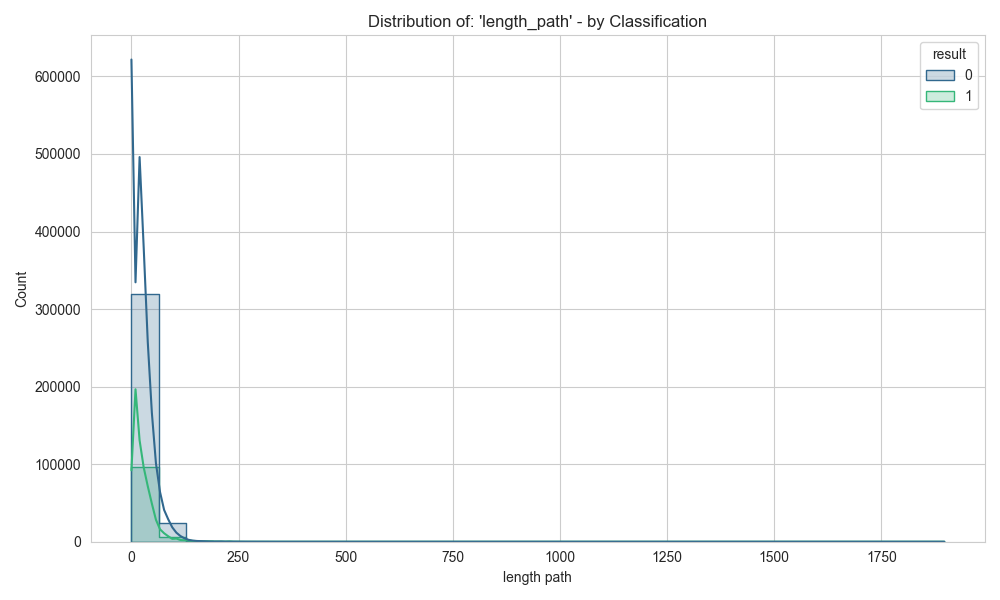 Distribution of: 'length_path' - by Classification
result
0
1
600000
500000
400000
300000
200000
100000
0
Count
0 250 500 750 1000 1250 1500 1750
length path